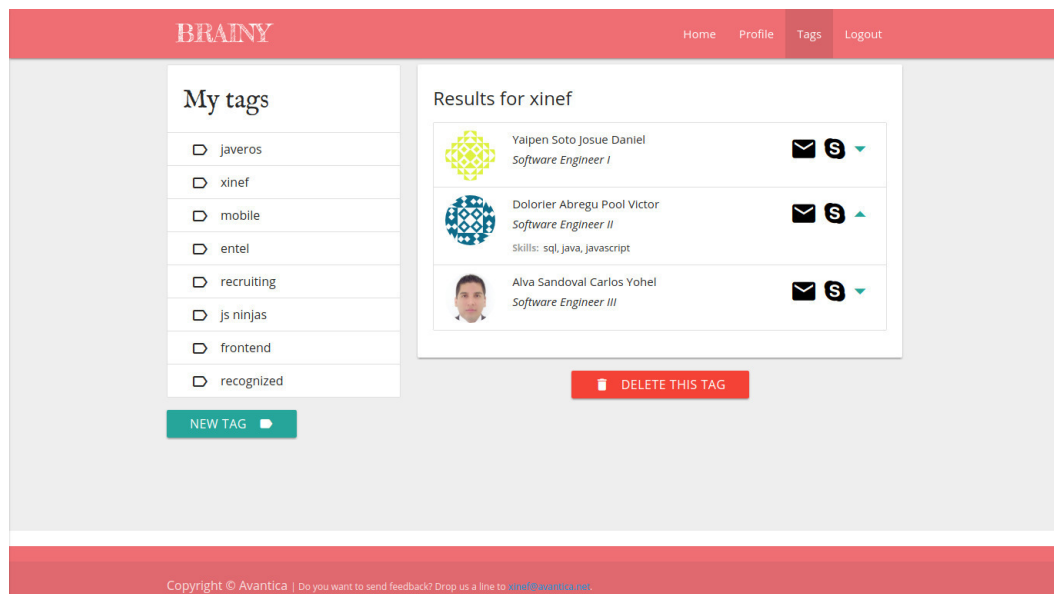 BRAINY
Home Profile Tags Logout
My tags
javeros
xinef
mobile
entel
recruiting
js ninjas
frontend
recognized
NEW TAG
Results for xinef
Yaipen Soto Josue Daniel
Software Engineer I
Dolorier Abregu Pool Victor
Software Engineer II
Skills: sql, java, javascript
Alva Sandoval Carlos Yohel
Software Engineer III
DELETE THIS TAG
Copyright © Avantica | Do you want to send feedback? Drop us a line to xinef@avantica.net.